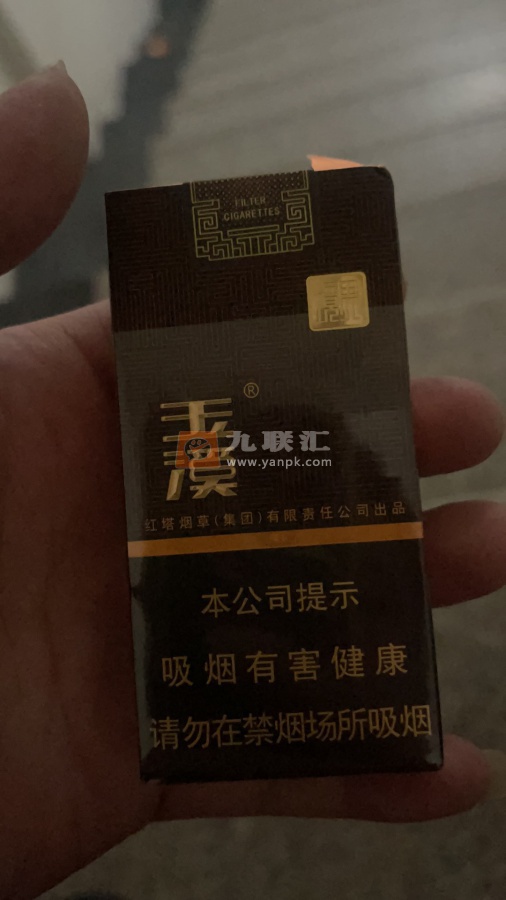 FILTER
CIGARETTES
玉溪
®
九联汇
www.yanpk.com
红塔烟草(集团)有限责任公司出品
本公司提示
吸烟有害健康
请勿在禁烟场所吸烟